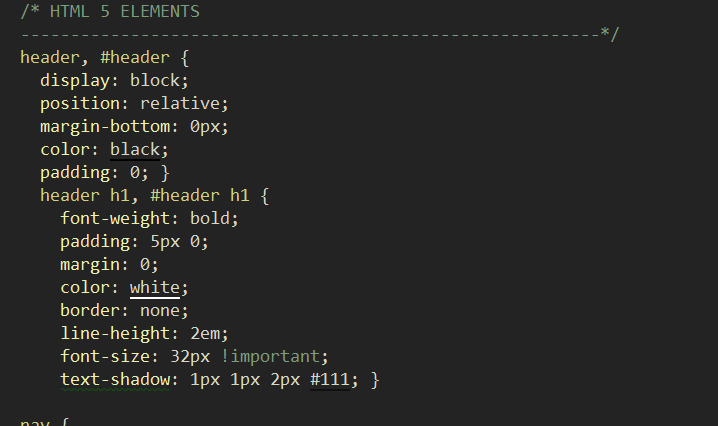 /* HTML 5 ELEMENTS
----------------------------------------------------------*/
header, #header {
display: block;
position: relative;
margin-bottom: 0px;
color: black;
padding: 0; }
header h1, #header h1 {
font-weight: bold;
padding: 5px 0;
margin: 0;
color: white;
border: none;
line-height: 2em;
font-size: 32px !important;
text-shadow: 1px 1px 2px #111; }
nav {